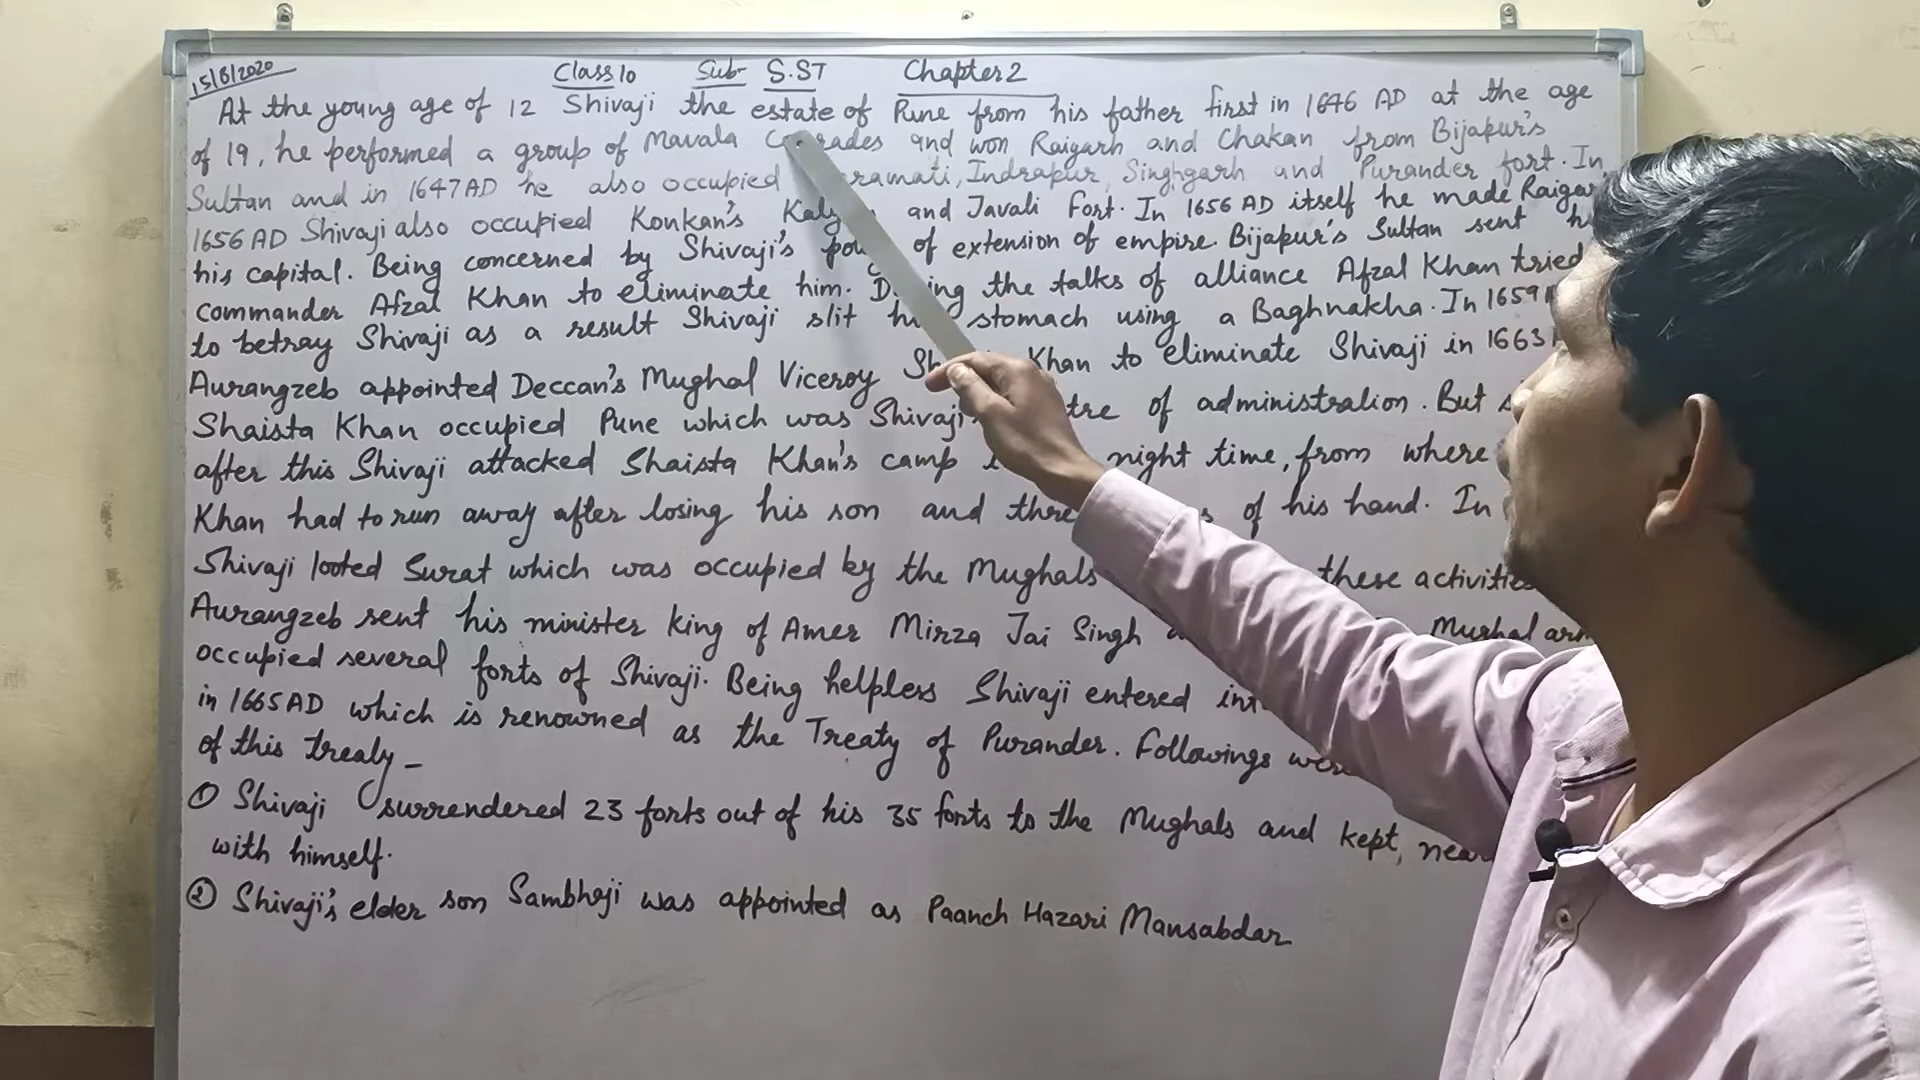 15/8/2020 Class 10 Sub- S.ST Chapter 2
At the young age of 12 Shivaji the estate of Pune from his father first in 1646 AD at the age
of 19, he performed a group of Mavala and won Raigarh and Chakan from Bijapur's
Sultan and in 1647 AD he also occupied Indrapur, Singhgarh and Purander fort. In
1656 AD Shivaji also occupied Konkan's and Javali Fort. In 1656 AD itself he made
his capital. Being concerned by Shivaji's of extension of empire. Bijapur's Sultan sent
commander Afzal Khan to eliminate him. During the talks of alliance Afzal Khan tried
to betray Shivaji as a result Shivaji slit stomach using a Baghnakha. In 1659
Aurangzeb appointed Deccan's Mughal Viceroy Khan to eliminate Shivaji in 1663
Shaista Khan occupied Pune which was of administration. But
after this Shivaji attacked Shaista Khan's camp night time, from where
Khan had to run away after losing his son and of his hand. In
Shivaji looted Surat which was occupied by the Mughals these
Aurangzeb sent his minister king of Amer Mirza Jai Singh
occupied several forts of Shivaji. Being helpless Shivaji entered
in 1665 AD which is renowned as the Treaty of Purander. Followings
of this treaty -
① Shivaji surrendered 23 forts out of his 35 forts to the Mughals and kept,
with himself.
② Shivaji's elder son Sambhaji was appointed as Paanch Hazari Mansabdar